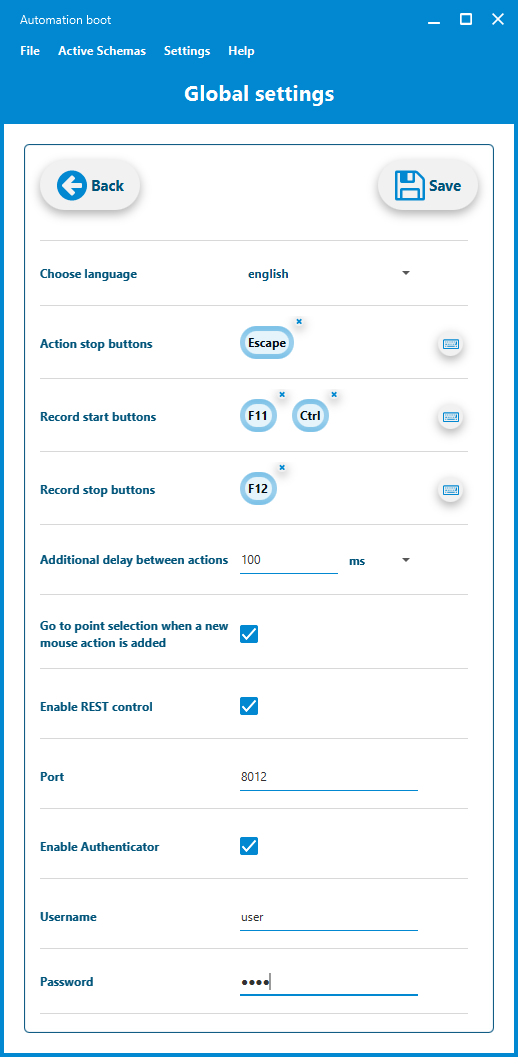 Automation boot
File Active Schemas Settings Help
Global settings
Back Save
Choose language english
Action stop buttons Escape
Record start buttons F11 Ctrl
Record stop buttons F12
Additional delay between actions 100 ms
Go to point selection when a new
mouse action is added
Enable REST control
Port 8012
Enable Authenticator
Username user
Password ••••